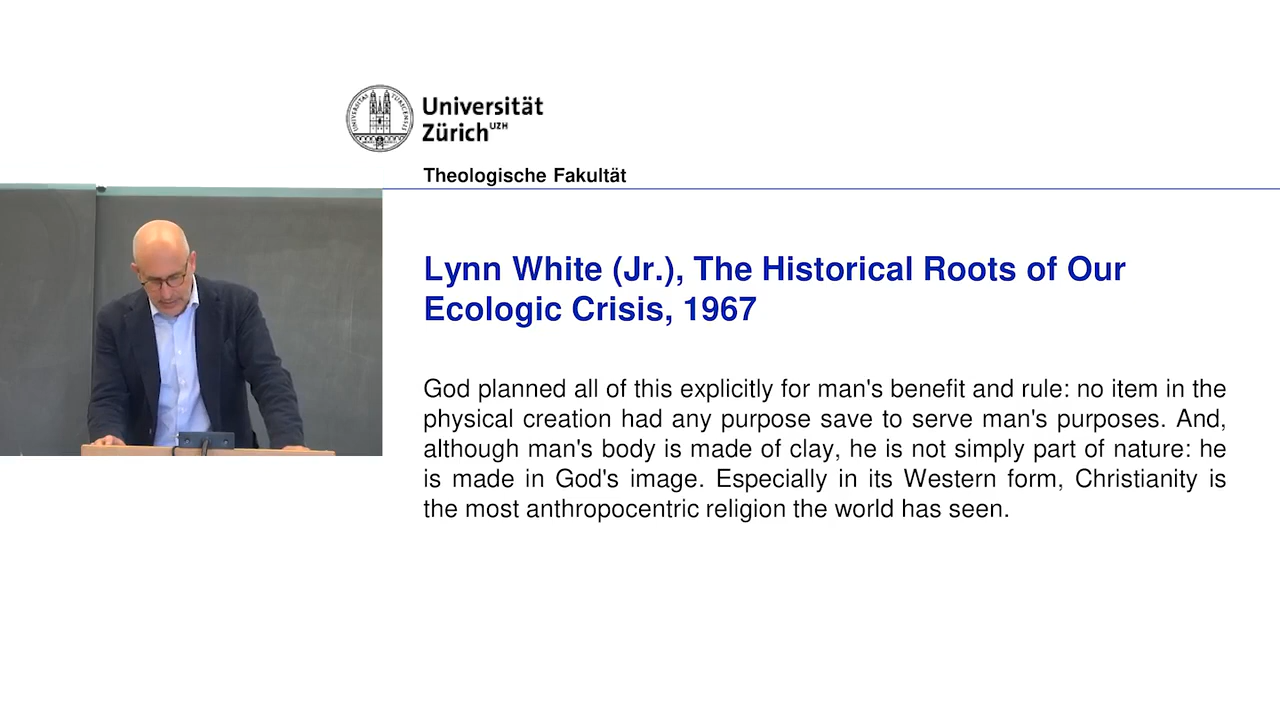 UNIVERSITAS TURICENSIS
Universität
Zürich UZH
Theologische Fakultät
Lynn White (Jr.), The Historical Roots of Our
Ecologic Crisis, 1967
God planned all of this explicitly for man's benefit and rule: no item in the
physical creation had any purpose save to serve man's purposes. And,
although man's body is made of clay, he is not simply part of nature: he
is made in God's image. Especially in its Western form, Christianity is
the most anthropocentric religion the world has seen.